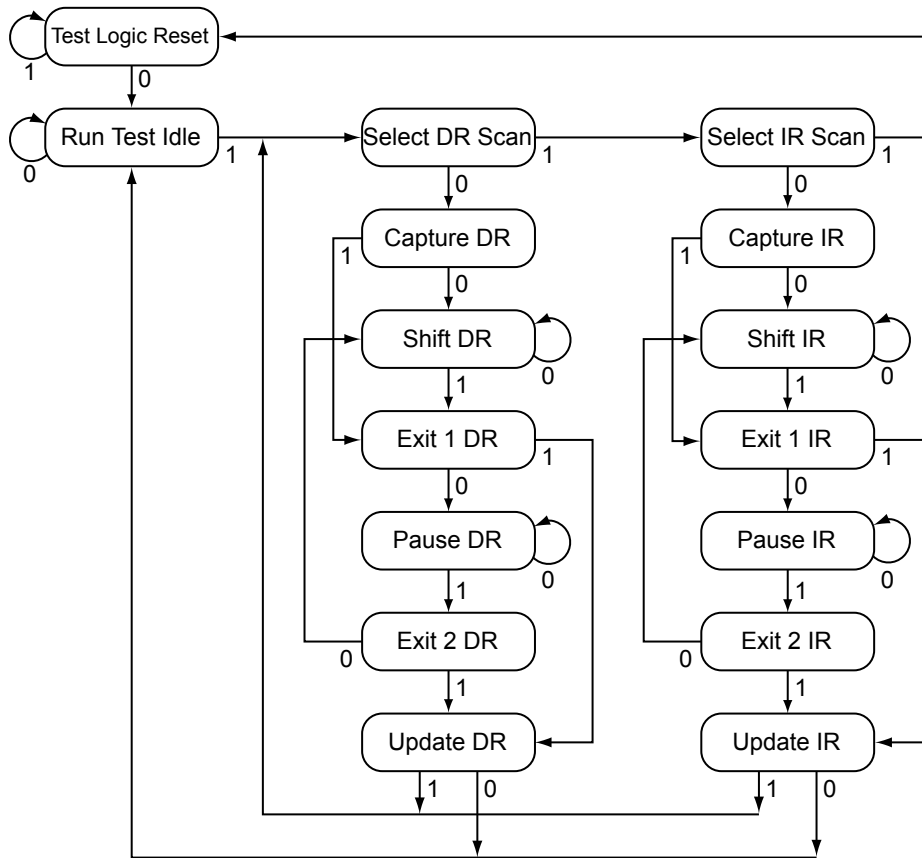 Test Logic Reset
1
0
Run Test Idle
0
1
Select DR Scan
1
Select IR Scan
1
0
0
Capture DR
1
0
Capture IR
1
0
Shift DR
0
1
Shift IR
0
1
Exit 1 DR
1
0
Exit 1 IR
1
0
Pause DR
0
1
Pause IR
0
1
Exit 2 DR
0
1
Exit 2 IR
0
1
Update DR
1
0
Update IR
1
0